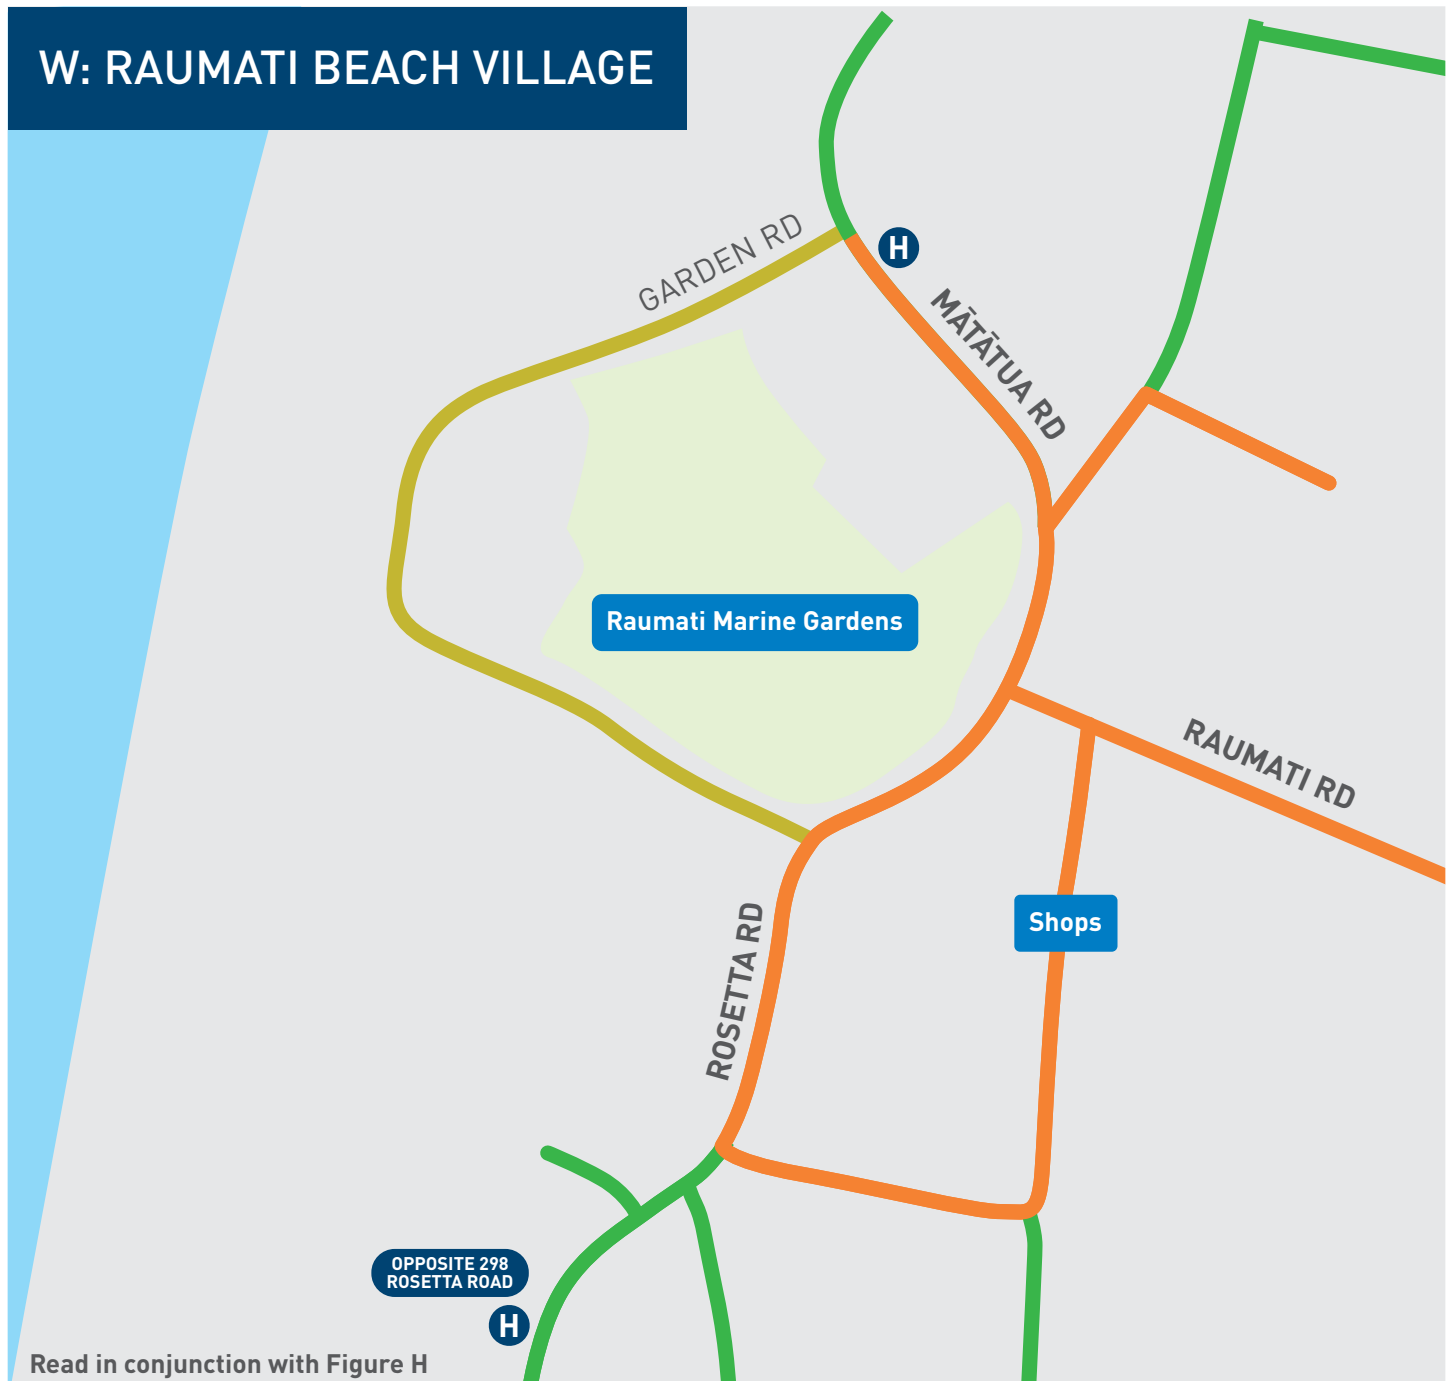 W: RAUMATI BEACH VILLAGE
GARDEN RD
H
MĀTĀTUA RD
Raumati Marine Gardens
RAUMATI RD
Shops
ROSETTA RD
OPPOSITE 298
ROSETTA ROAD
H
Read in conjunction with Figure H